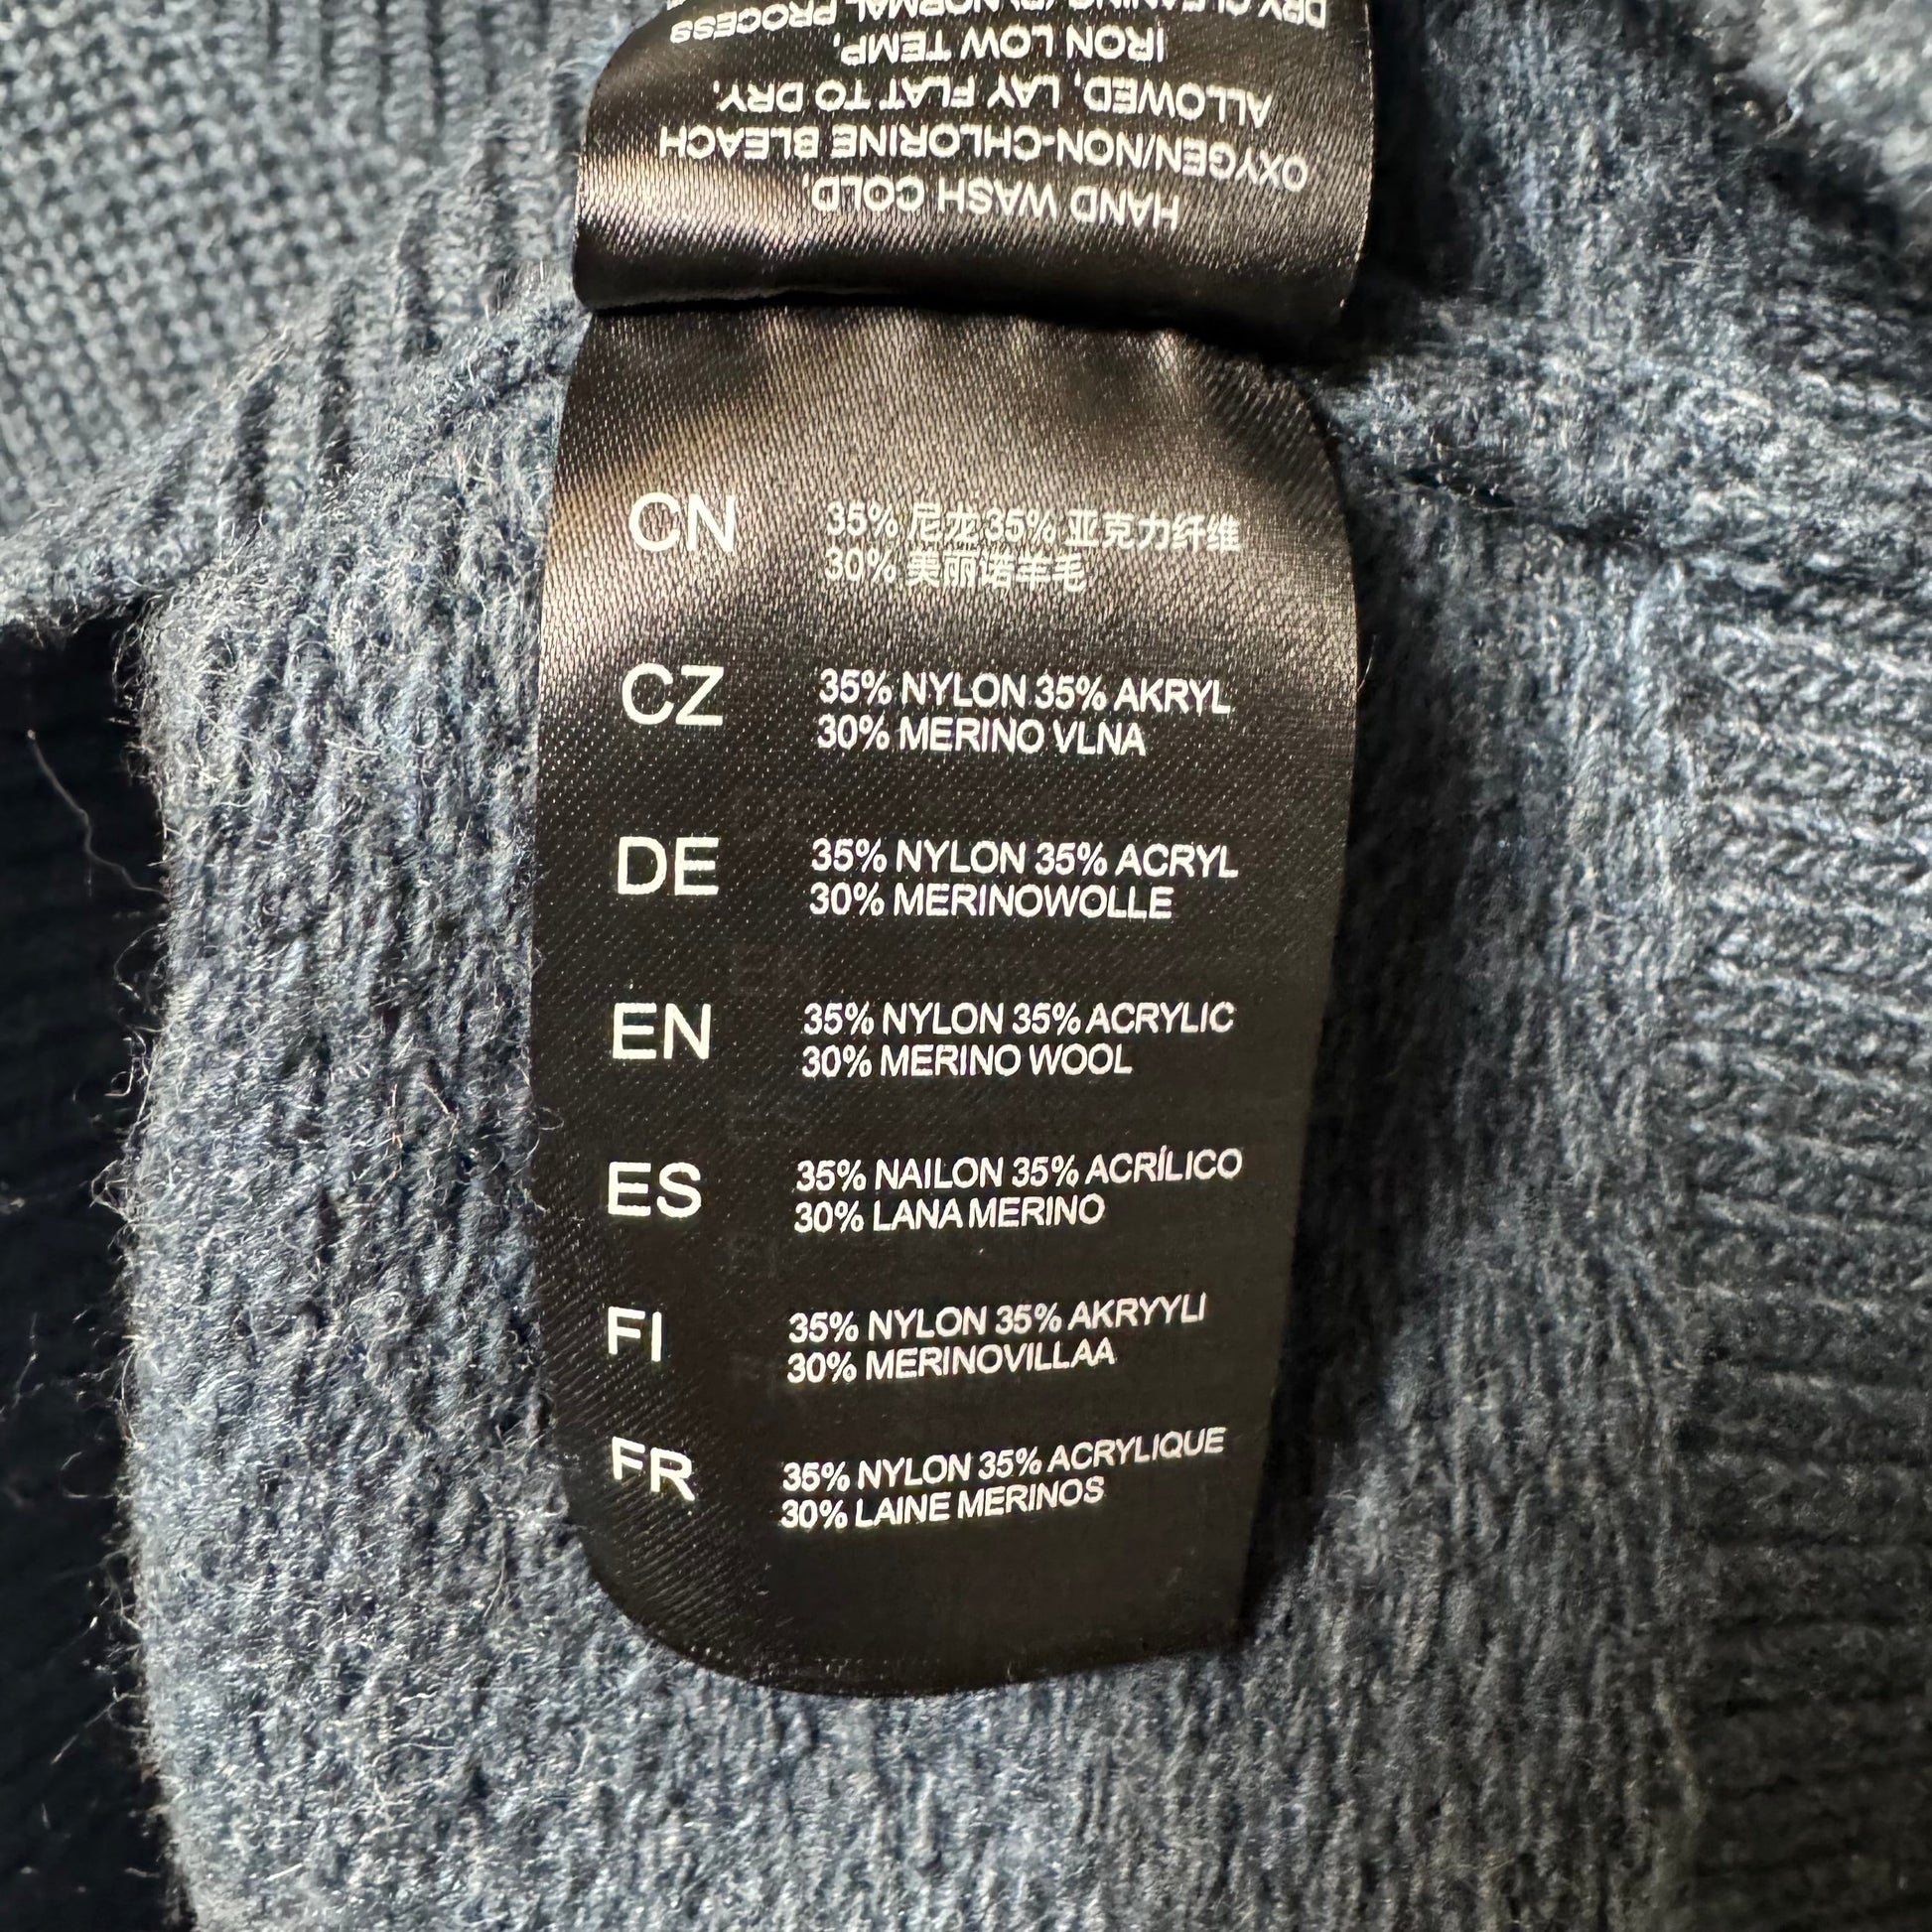 HAND WASH COLD,
OXYGEN/NON-CHLORINE BLEACH
ALLOWED, LAY FLAT TO DRY,
IRON LOW TEMP,
DRY CLEANING (P) NORMAL PROCESS
CN 35% 尼龙 35% 亚克力纤维
30% 美丽诺羊毛
CZ 35% NYLON 35% AKRYL
30% MERINO VLNA
DE 35% NYLON 35% ACRYL
30% MERINOWOLLE
EN 35% NYLON 35% ACRYLIC
30% MERINO WOOL
ES 35% NAILON 35% ACRÍLICO
30% LANA MERINO
FI 35% NYLON 35% AKRYYLI
30% MERINOVILLAA
FR 35% NYLON 35% ACRYLIQUE
30% LAINE MERINOS